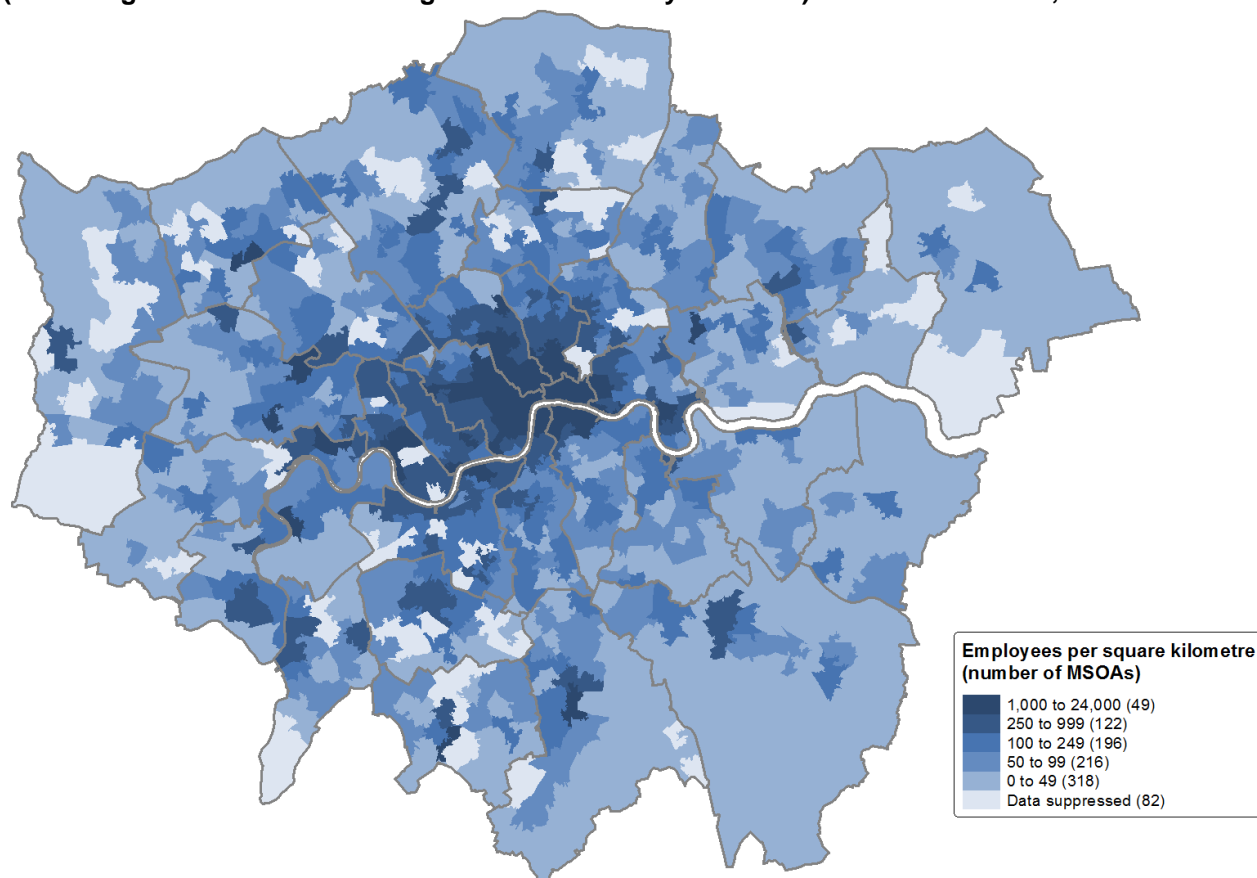 Employees per square kilometre
(number of MSOAs)
1,000 to 24,000 (49)
250 to 999 (122)
100 to 249 (196)
50 to 99 (216)
0 to 49 (318)
Data suppressed (82)